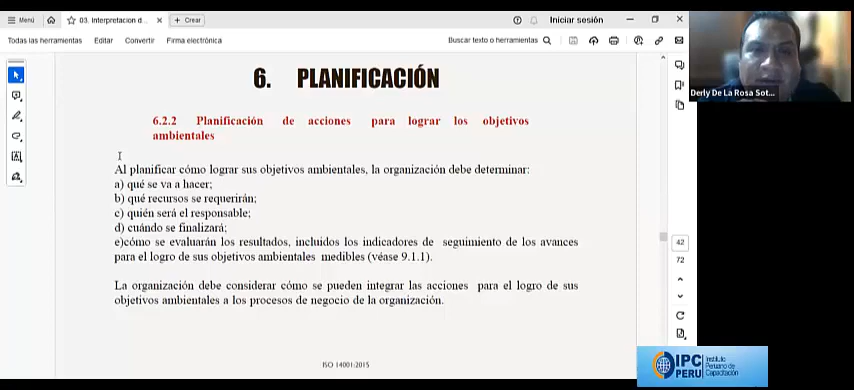 Menú
03. Interpretacion d...
Crear
Iniciar sesión
Todas las herramientas
Editar
Convertir
Firma electrónica
Buscar texto o herramientas
Derly De La Rosa Sot...
6. PLANIFICACIÓN
6.2.2 Planificación de acciones para lograr los objetivos
ambientales
Al planificar cómo lograr sus objetivos ambientales, la organización debe determinar:
a) qué se va a hacer;
b) qué recursos se requerirán;
c) quién será el responsable;
d) cuándo se finalizará;
e)cómo se evaluarán los resultados, incluidos los indicadores de seguimiento de los avances
para el logro de sus objetivos ambientales medibles (véase 9.1.1).
La organización debe considerar cómo se pueden integrar las acciones para el logro de sus
objetivos ambientales a los procesos de negocio de la organización.
42
72
ISO 14001:2015
IPC
PERU
Instituto
Peruano de
Capacitación